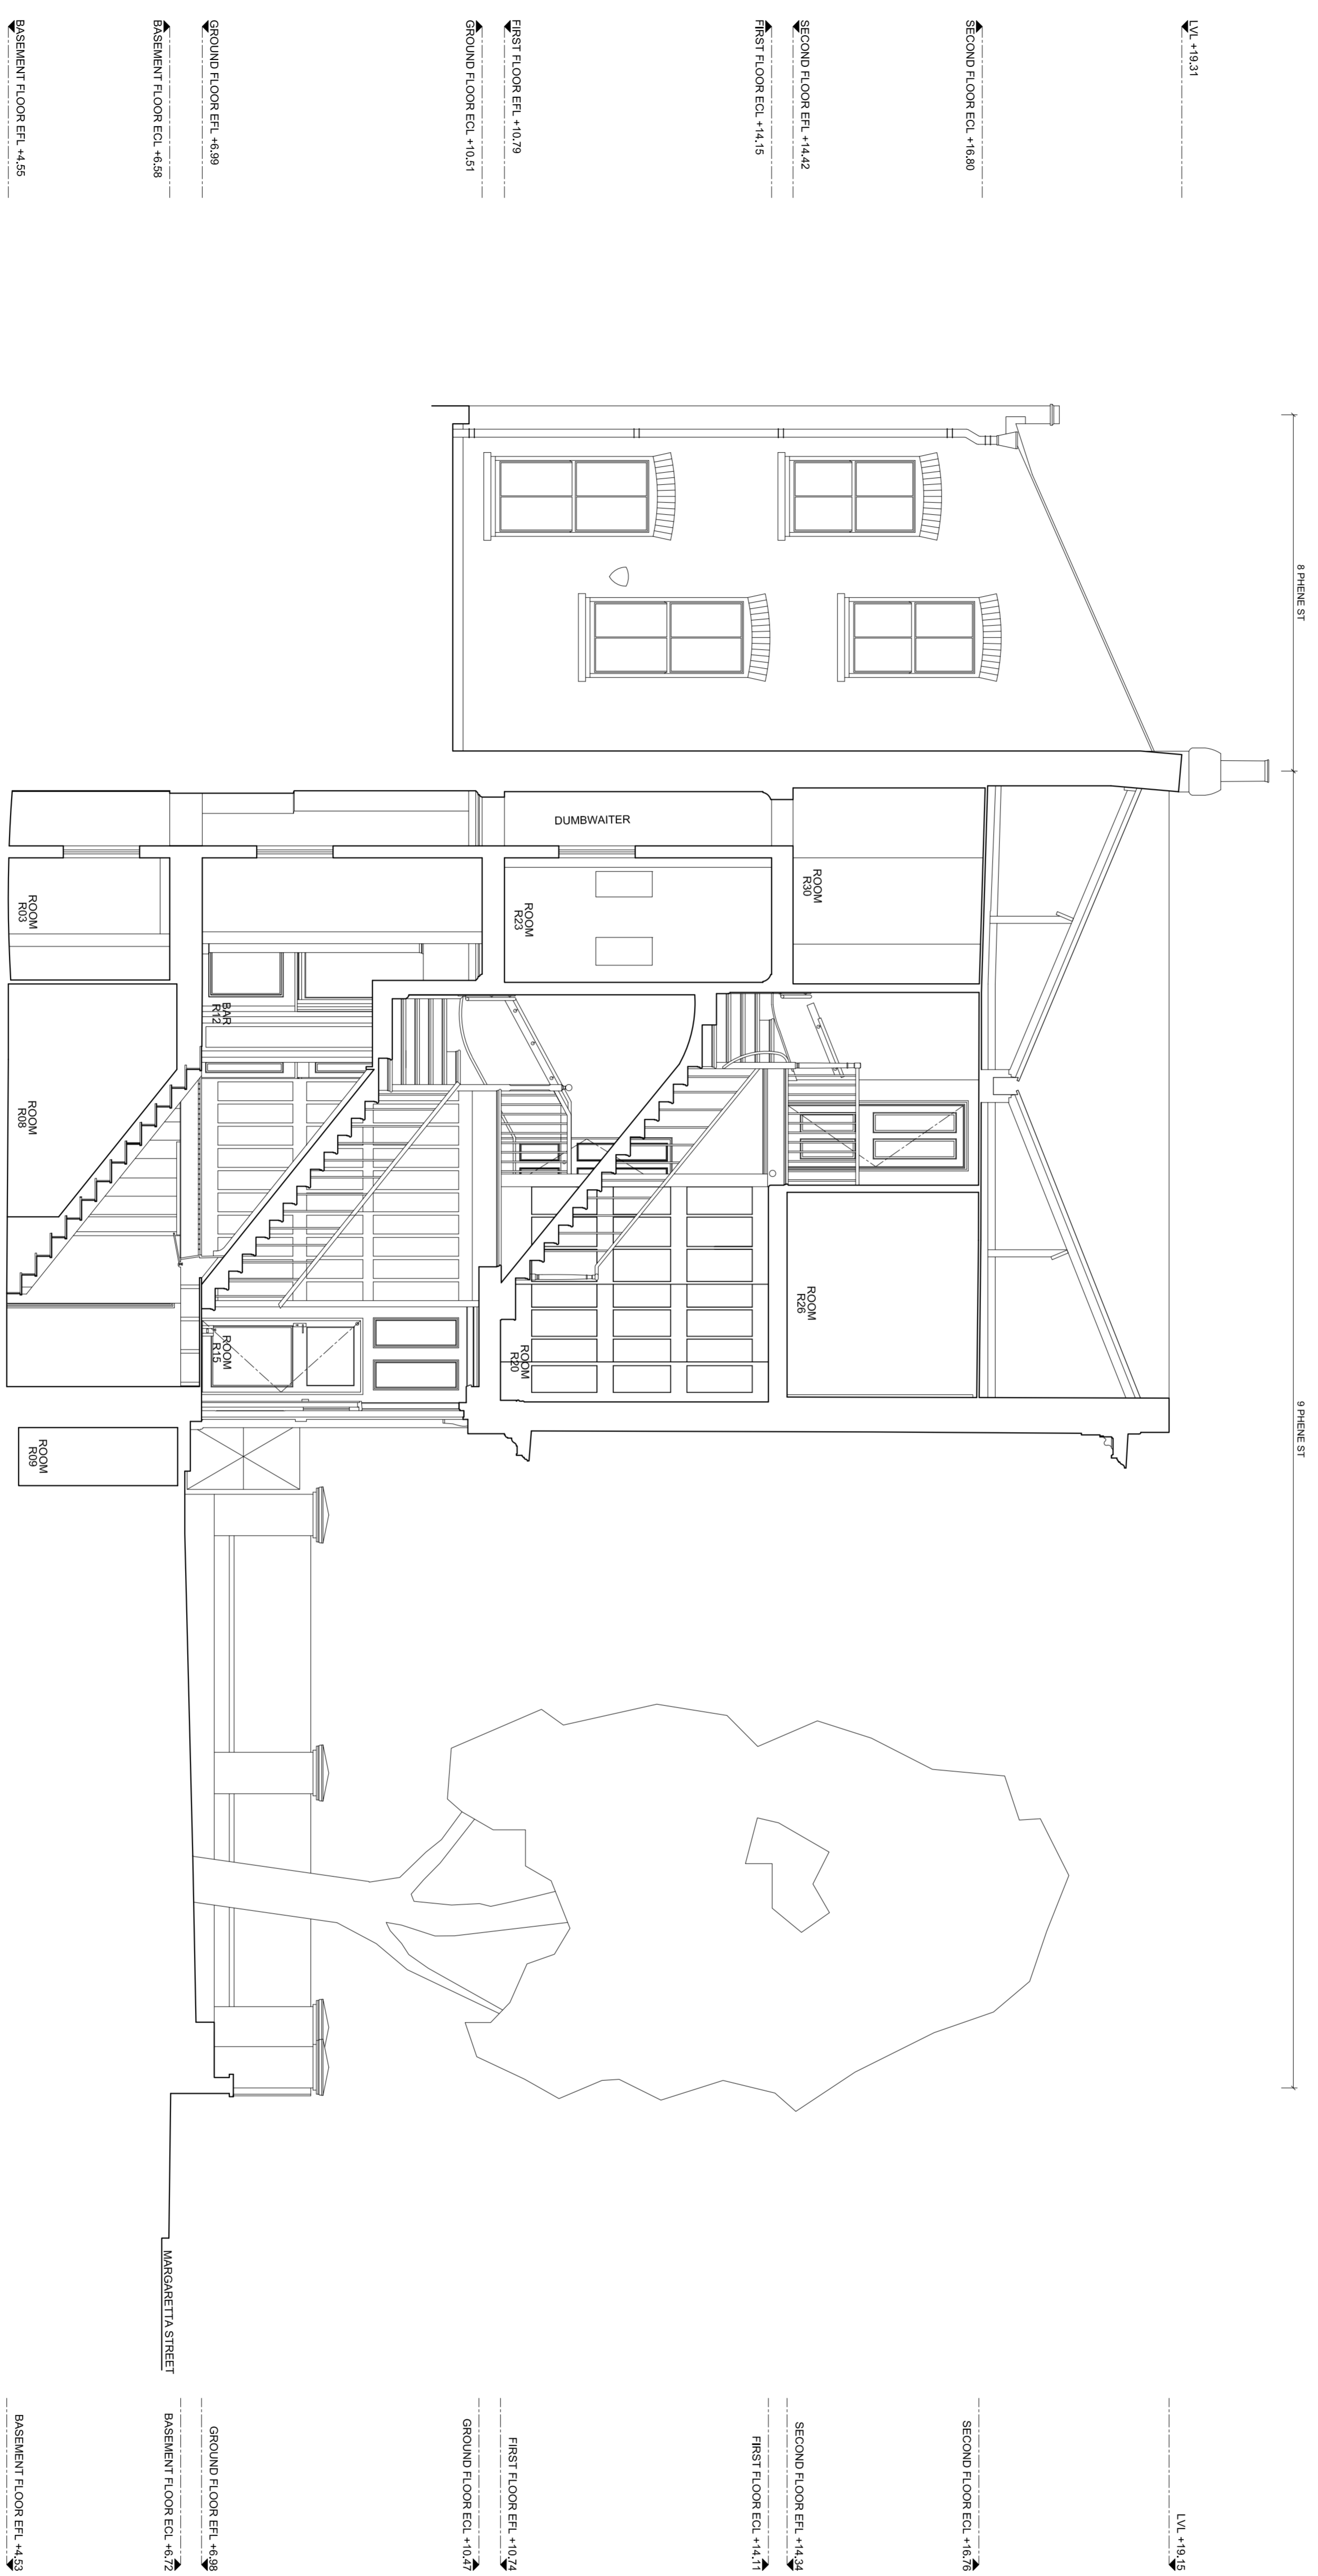 LVL +19.31
SECOND FLOOR ECL +16.80
SECOND FLOOR EFL +14.42
FIRST FLOOR ECL +14.15
FIRST FLOOR EFL +10.79
GROUND FLOOR ECL +10.51
GROUND FLOOR EFL +6.99
BASEMENT FLOOR ECL +6.58
BASEMENT FLOOR EFL +4.55
8 PHENE ST
9 PHENE ST
DUMBWAITER
ROOM
R30
ROOM
R23
ROOM
R03
BAR
R12
ROOM
R08
ROOM
R26
ROOM
R20
ROOM
R15
ROOM
R09
MARGARETTA STREET
LVL +19.15
SECOND FLOOR ECL +16.76
SECOND FLOOR EFL +14.34
FIRST FLOOR ECL +14.11
FIRST FLOOR EFL +10.74
GROUND FLOOR ECL +10.47
GROUND FLOOR EFL +6.98
BASEMENT FLOOR ECL +6.72
BASEMENT FLOOR EFL +4.53